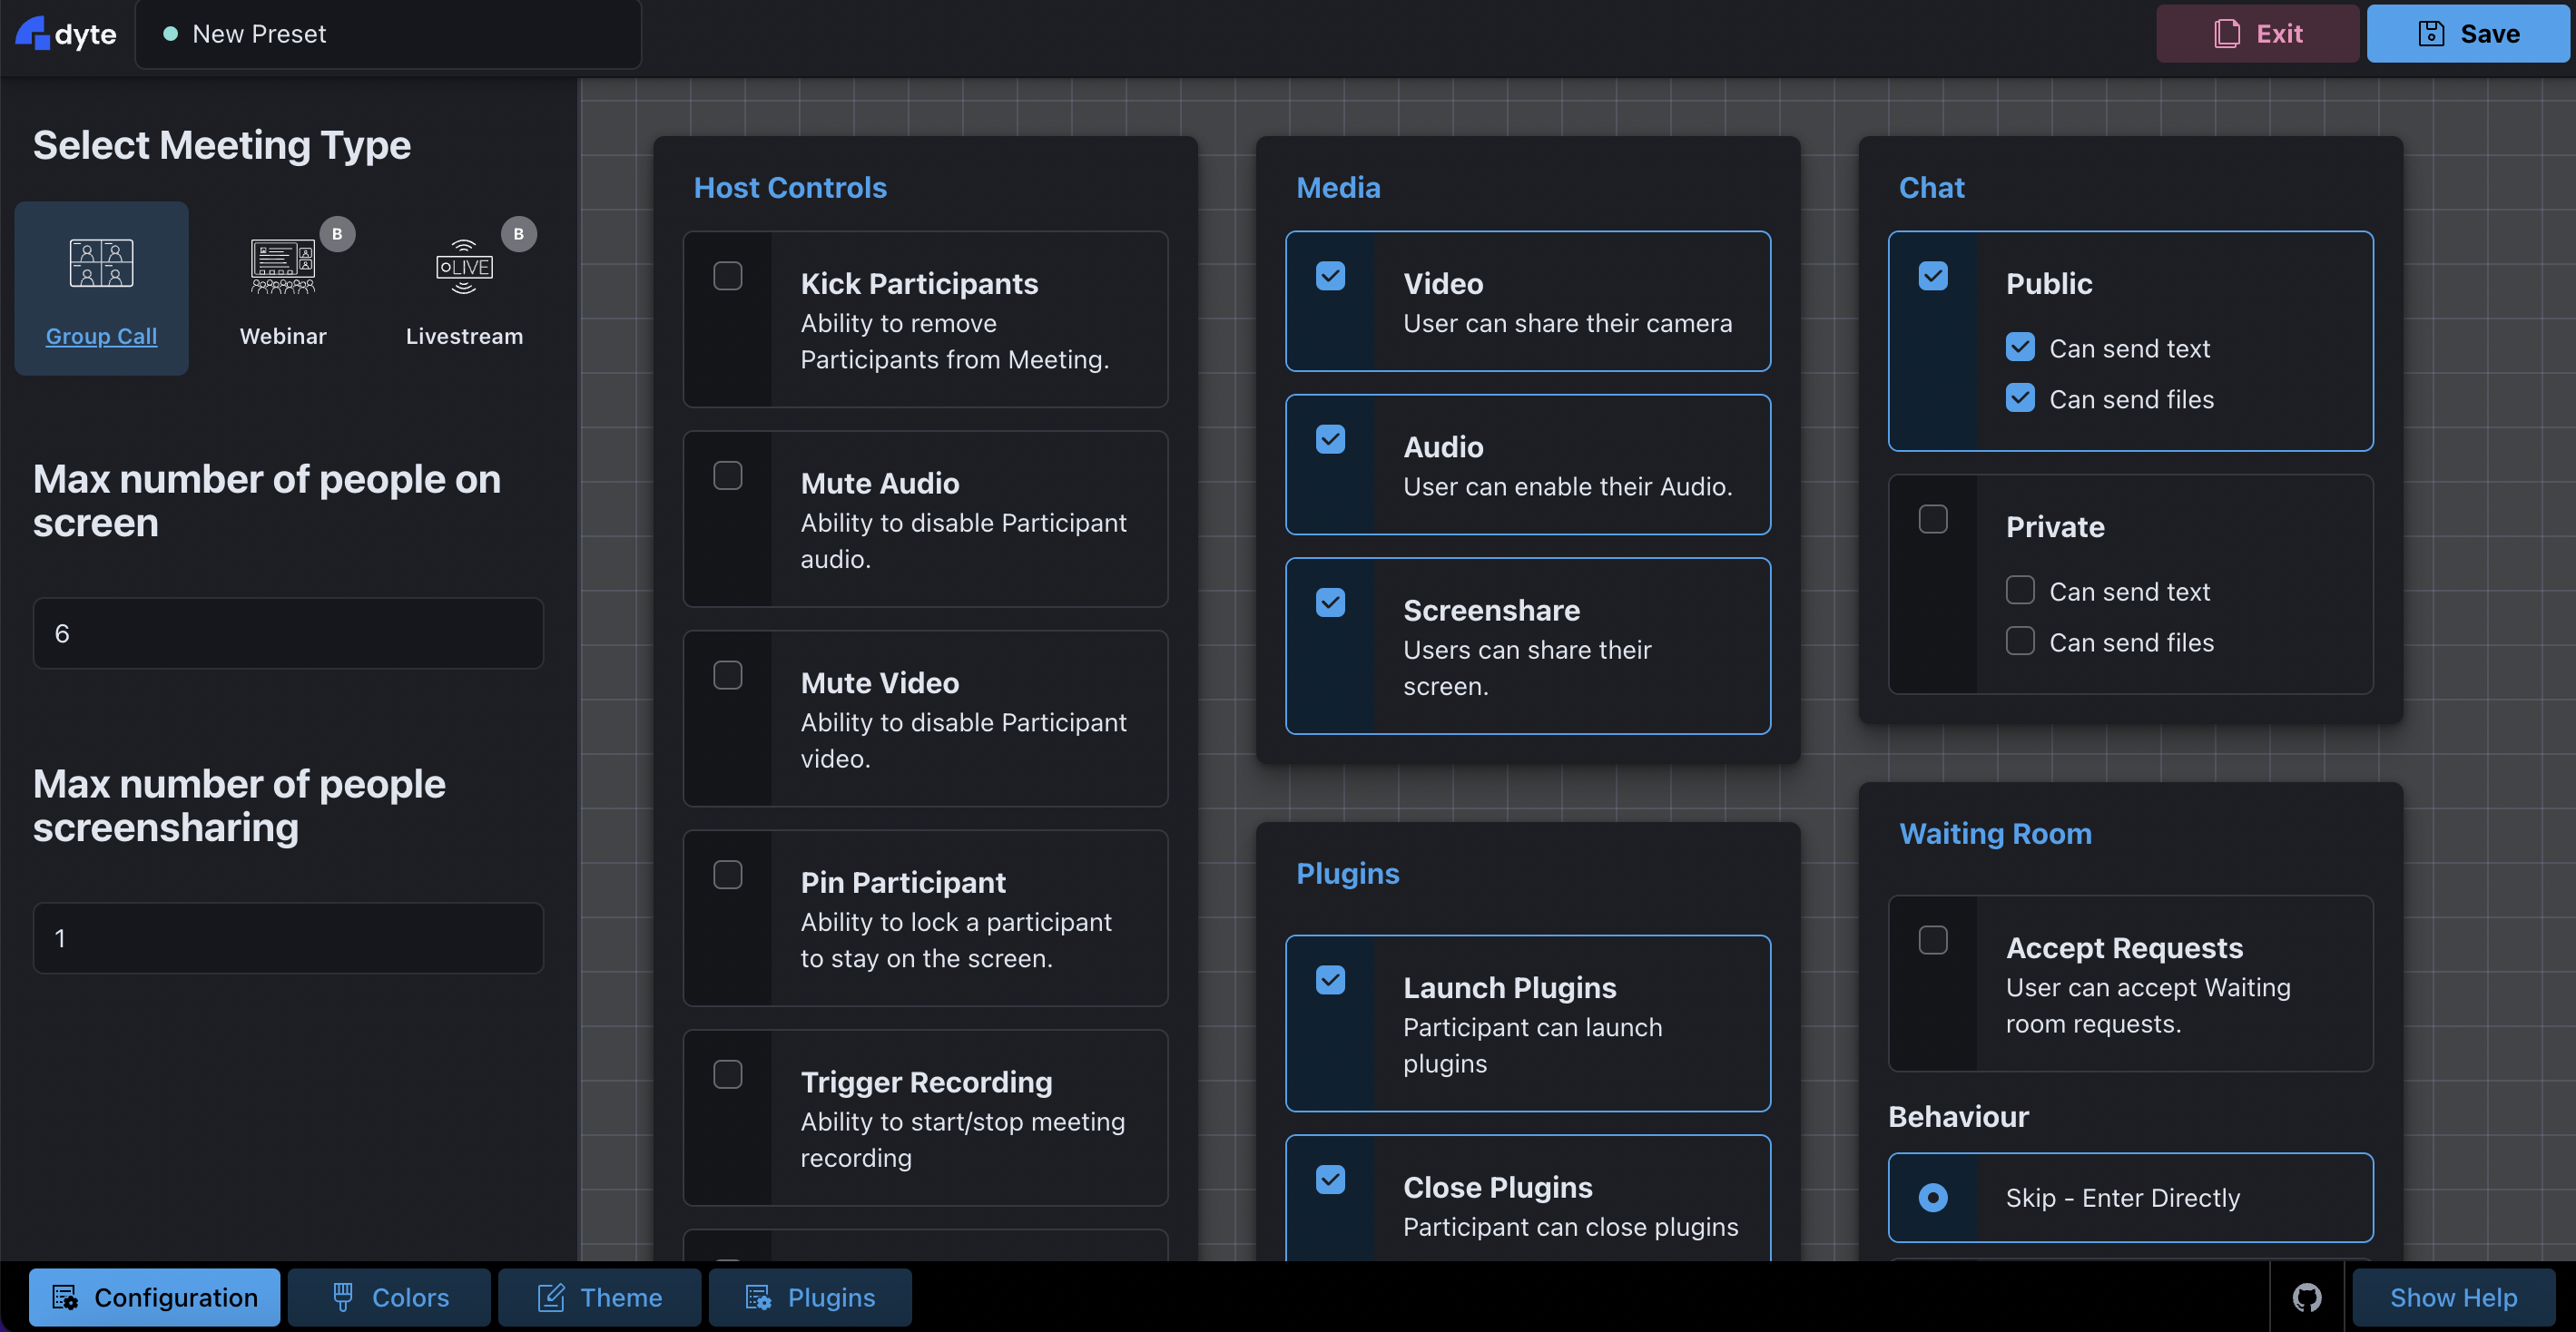 dyte
New Preset
Exit
Save
Select Meeting Type
B
B
LIVE
Group Call
Webinar
Livestream
Max number of people on
screen
6
Max number of people
screensharing
1
Host Controls
Kick Participants
Ability to remove
Participants from Meeting.
Mute Audio
Ability to disable Participant
audio.
Mute Video
Ability to disable Participant
video.
Pin Participant
Ability to lock a participant
to stay on the screen.
Trigger Recording
Ability to start/stop meeting
recording
Media
Video
User can share their camera
Audio
User can enable their Audio.
Screenshare
Users can share their
screen.
Plugins
Launch Plugins
Participant can launch
plugins
Close Plugins
Participant can close plugins
Chat
Public
Can send text
Can send files
Private
Can send text
Can send files
Waiting Room
Accept Requests
User can accept Waiting
room requests.
Behaviour
Skip - Enter Directly
Configuration
Colors
Theme
Plugins
Show Help